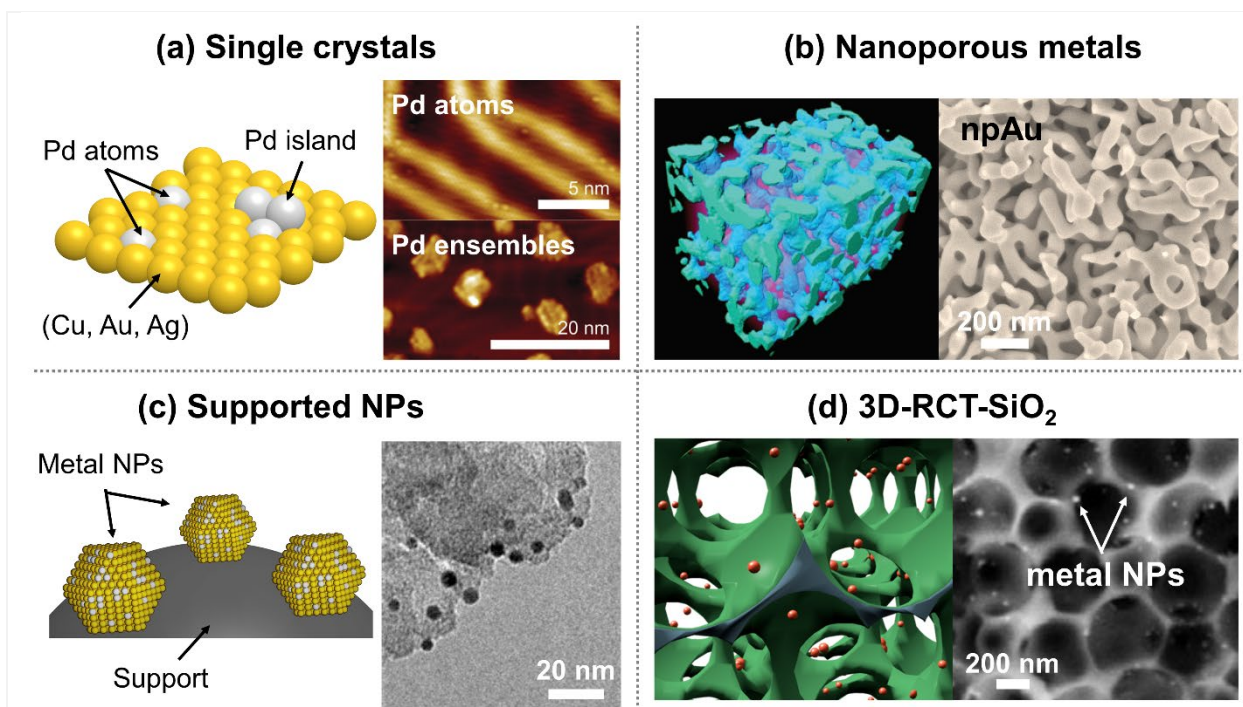 (a) Single crystals
Pd atoms
Pd island
(Cu, Au, Ag)
Pd atoms
5 nm
Pd ensembles
20 nm
(b) Nanoporous metals
npAu
200 nm
(c) Supported NPs
Metal NPs
Support
20 nm
(d) 3D-RCT-SiO₂
metal NPs
200 nm